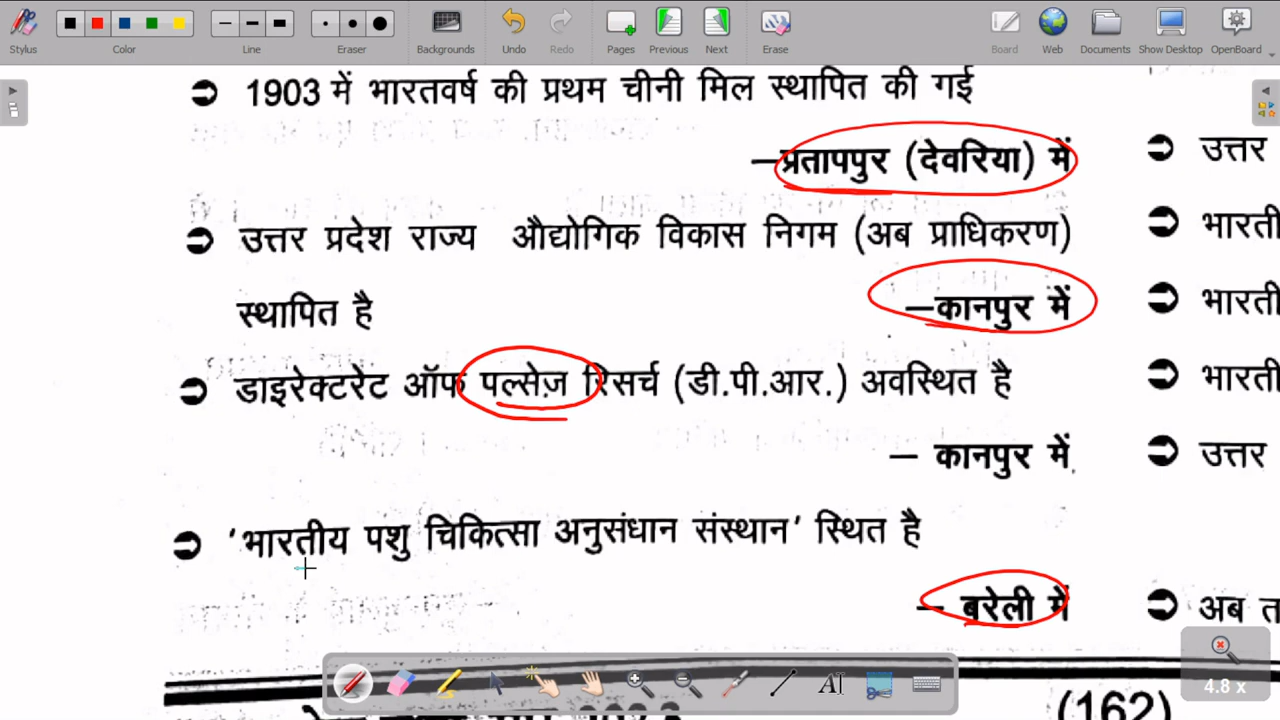 Stylus Color Line Eraser Backgrounds Undo Redo Pages Previous Next Erase Board Web Documents Show Desktop OpenBoard
1903 में भारतवर्ष की प्रथम चीनी मिल स्थापित की गई
–प्रतापपुर (देवरिया) में
उत्तर प्रदेश राज्य औद्योगिक विकास निगम (अब प्राधिकरण)
स्थापित है –कानपुर में
डाइरेक्टरेट ऑफ पल्सेज़ रिसर्च (डी.पी.आर.) अवस्थित है
– कानपुर में
'भारतीय पशु चिकित्सा अनुसंधान संस्थान' स्थित है
– बरेली में
उत्तर
भारती
भारती
भारती
उत्तर
अब त
(162)
4.8 x